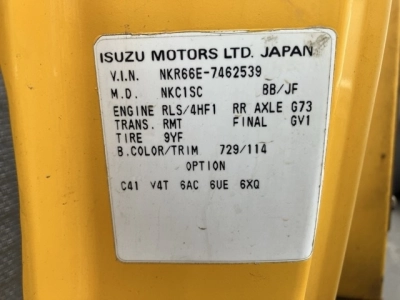 ISUZU MOTORS LTD. JAPAN
V.I.N. NKR66E-7462539
M.D. NKC1SC BB/JF
ENGINE RLS/4HF1 RR AXLE G73
TRANS. RMT FINAL GV1
TIRE 9YF
B.COLOR/TRIM 729/114
OPTION
C41 V4T 6AC 6UE 6XQ